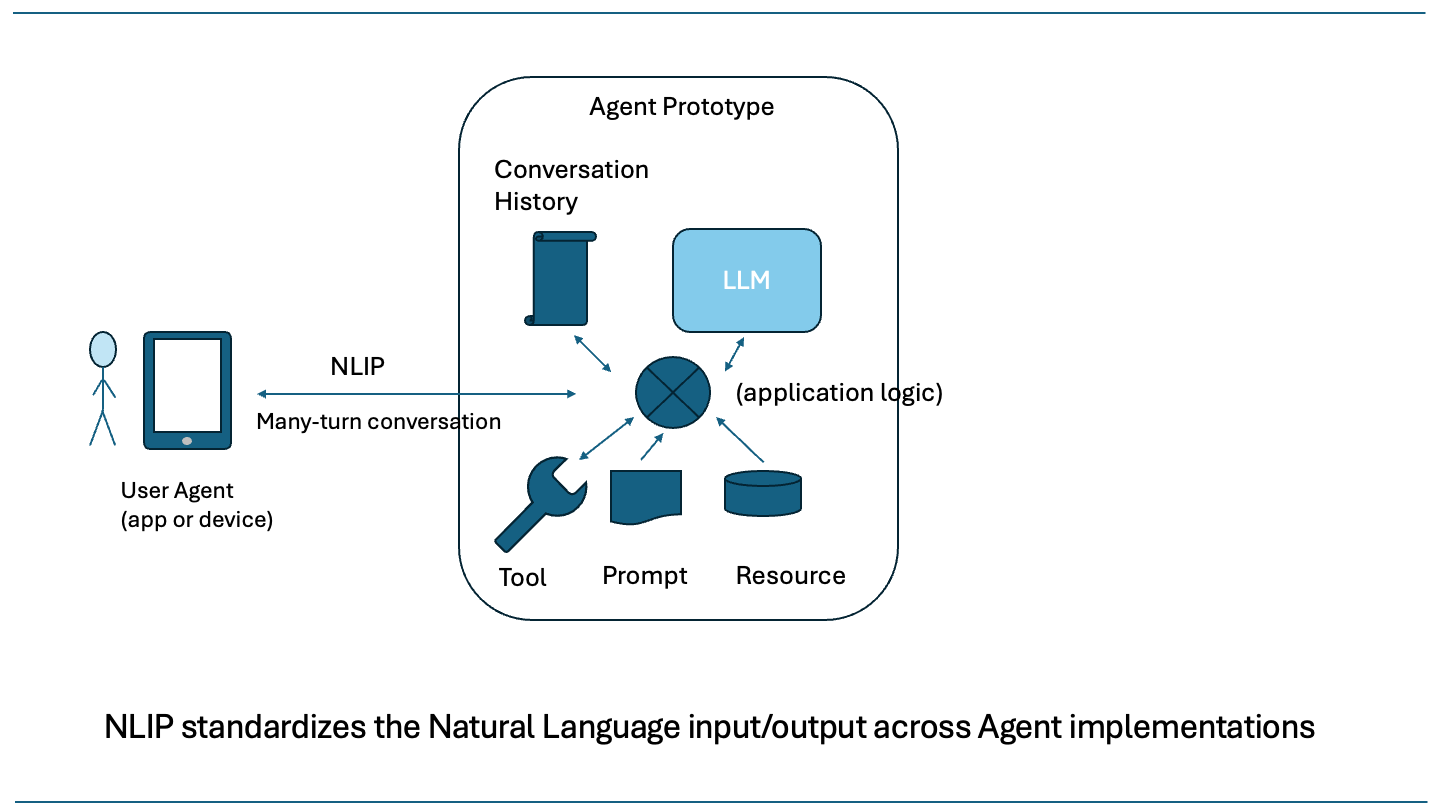 Agent Prototype
Conversation
History
LLM
NLIP
(application logic)
Many-turn conversation
User Agent
(app or device)
Tool
Prompt
Resource
NLIP standardizes the Natural Language input/output across Agent implementations